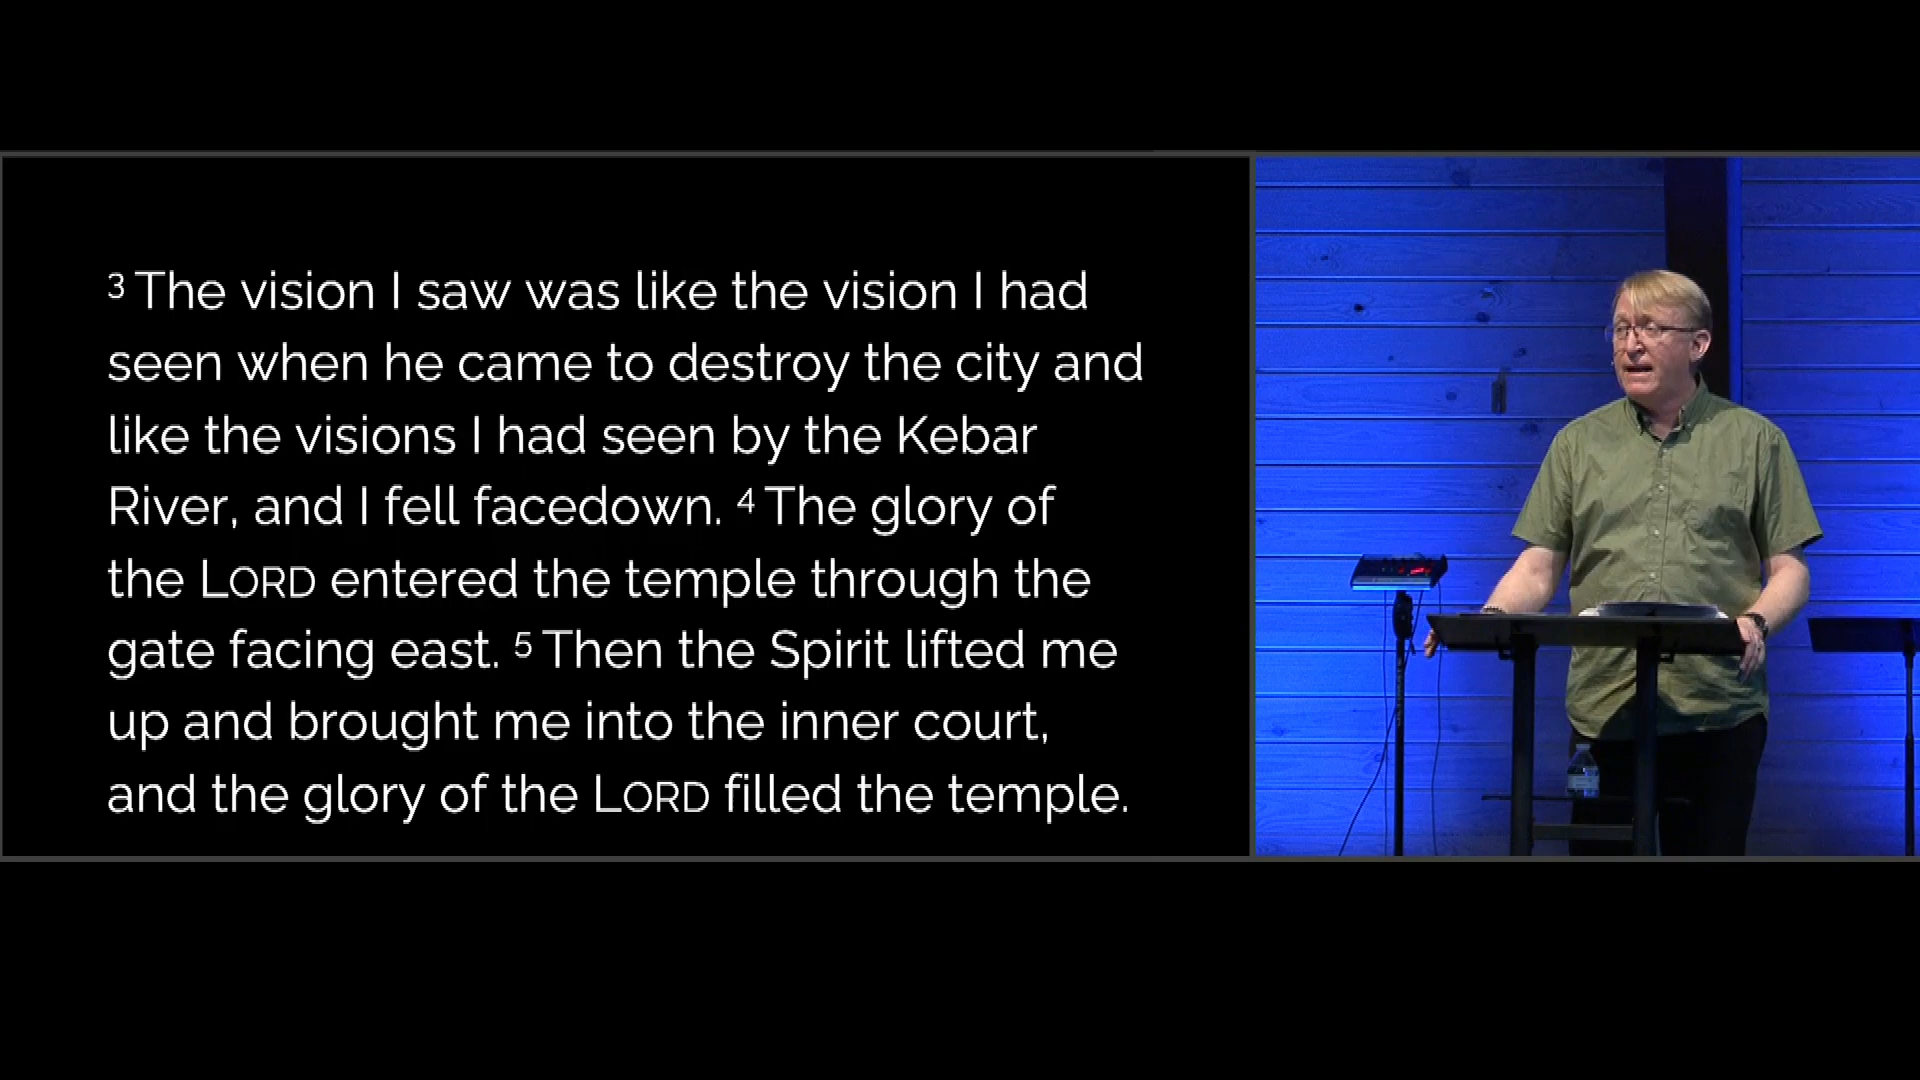 3 The vision I saw was like the vision I had
seen when he came to destroy the city and
like the visions I had seen by the Kebar
River, and I fell facedown. 4 The glory of
the LORD entered the temple through the
gate facing east. 5 Then the Spirit lifted me
up and brought me into the inner court,
and the glory of the LORD filled the temple.